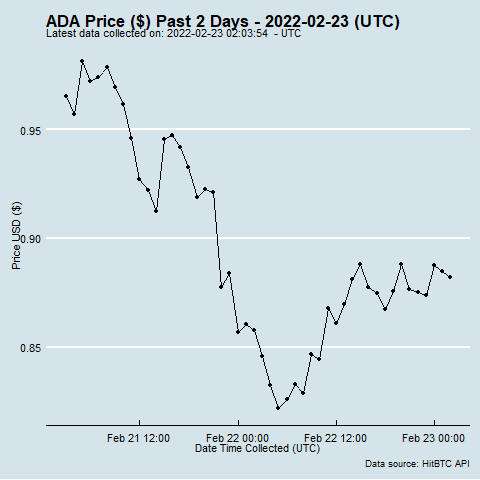 ADA Price ($) Past 2 Days - 2022-02-23 (UTC)
Latest data collected on: 2022-02-23 02:03:54  - UTC
Price USD ($)
0.95
0.90
0.85
Feb 21 12:00
Feb 22 00:00
Feb 22 12:00
Feb 23 00:00
Date Time Collected (UTC)
Data source: HitBTC API